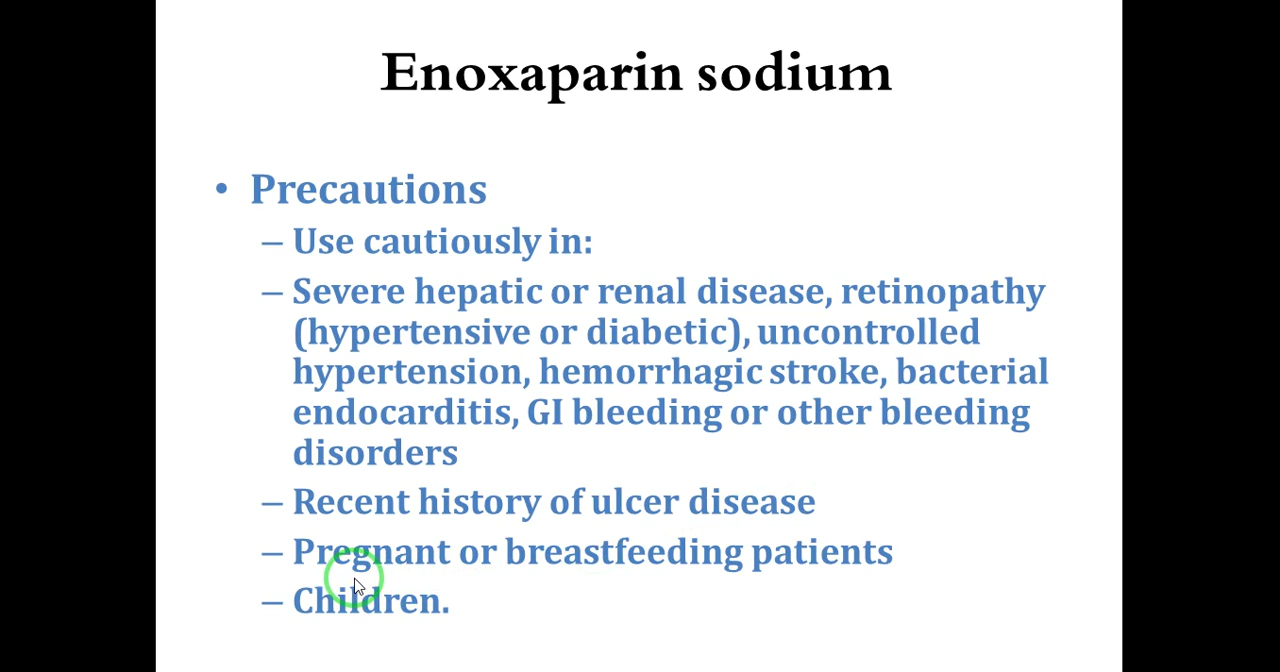 Enoxaparin sodium
• Precautions
– Use cautiously in:
– Severe hepatic or renal disease, retinopathy
(hypertensive or diabetic), uncontrolled
hypertension, hemorrhagic stroke, bacterial
endocarditis, GI bleeding or other bleeding
disorders
– Recent history of ulcer disease
– Pregnant or breastfeeding patients
– Children.